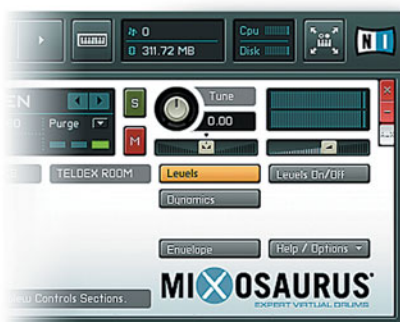 0
311.72 MB
Cpu
Disk
NI
EN
S
Tune
0.00
Purge
M
TELDEX ROOM
Levels
Levels On/Off
Dynamics
Envelope
Help / Options
MIXOSAURUS
EXPERT VIRTUAL DRUMS
View Controls Sections.